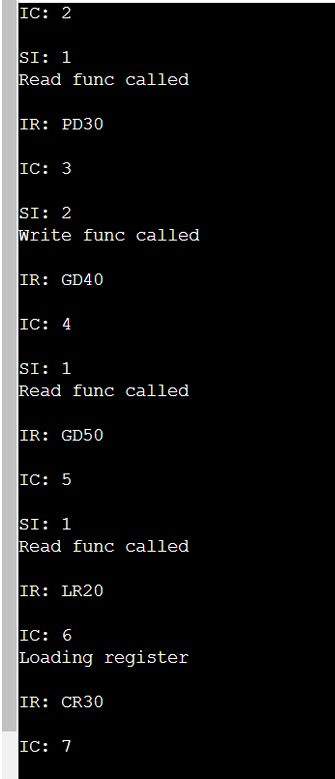 IC: 2
SI: 1
Read func called
IR: PD30
IC: 3
SI: 2
Write func called
IR: GD40
IC: 4
SI: 1
Read func called
IR: GD50
IC: 5
SI: 1
Read func called
IR: LR20
IC: 6
Loading register
IR: CR30
IC: 7